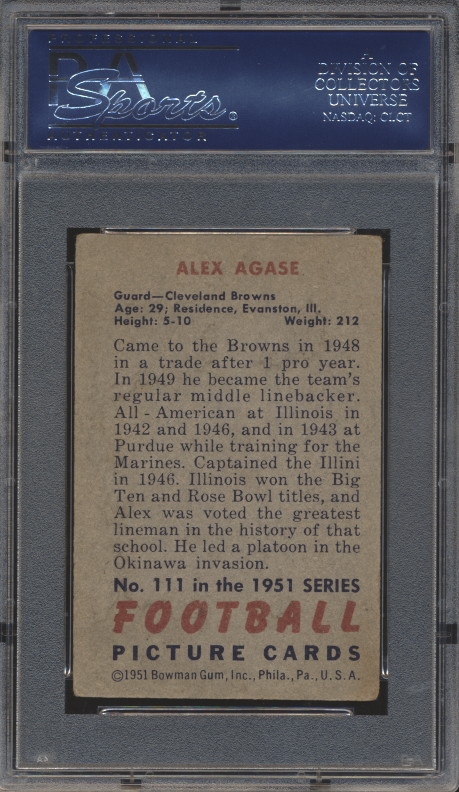 PROFESSIONAL
PSA
Sports®
AUTHENTICATOR
A
DIVISION OF
COLLECTORS
UNIVERSE
NASDAQ: CLCT
ALEX AGASE
Guard—Cleveland Browns
Age: 29; Residence, Evanston, Ill.
Height: 5-10 Weight: 212
Came to the Browns in 1948
in a trade after 1 pro year.
In 1949 he became the team's
regular middle linebacker.
All - American at Illinois in
1942 and 1946, and in 1943 at
Purdue while training for the
Marines. Captained the Illini
in 1946. Illinois won the Big
Ten and Rose Bowl titles, and
Alex was voted the greatest
lineman in the history of that
school. He led a platoon in the
Okinawa invasion.
No. 111 in the 1951 SERIES
FOOTBALL
PICTURE CARDS
©1951 Bowman Gum, Inc., Phila., Pa., U.S.A.